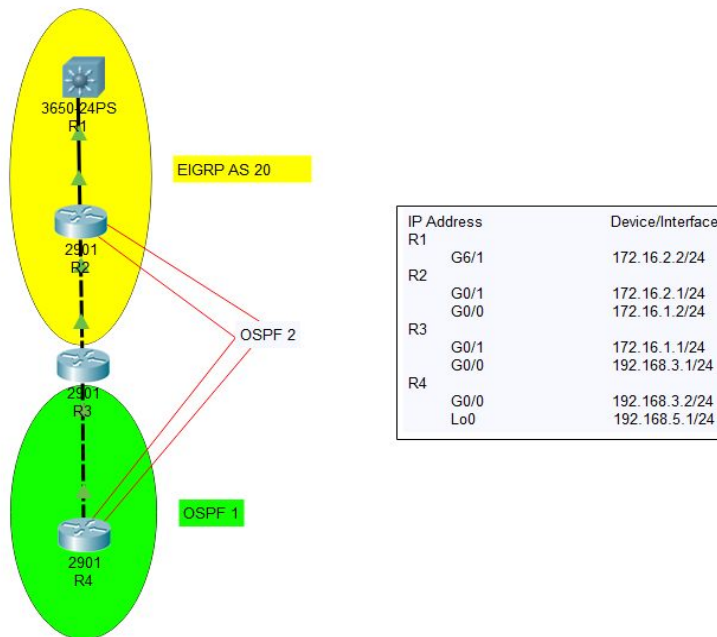 3650-24PS
R1
EIGRP AS 20
2901
R2
OSPF 2
2901
R3
OSPF 1
2901
R4
IP Address Device/Interface
R1
G6/1 172.16.2.2/24
R2
G0/1 172.16.2.1/24
G0/0 172.16.1.2/24
R3
G0/1 172.16.1.1/24
G0/0 192.168.3.1/24
R4
G0/0 192.168.3.2/24
Lo0 192.168.5.1/24